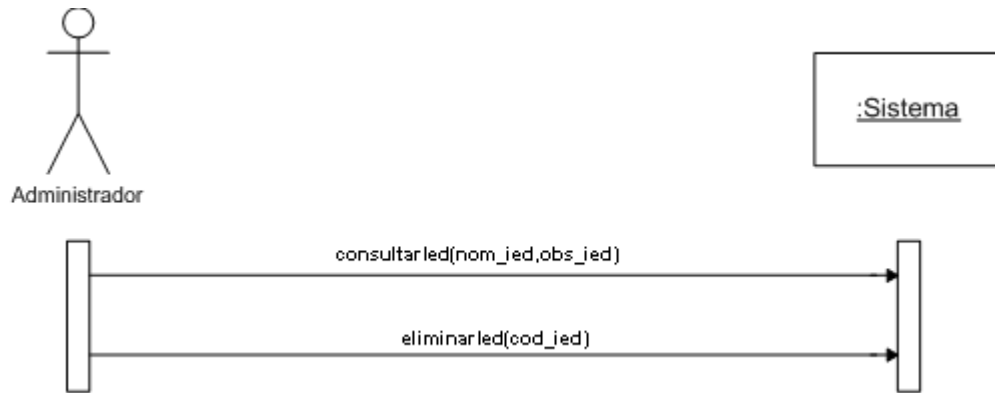 :Sistema
Administrador
consultarIed(nom_ied,obs_ied)
eliminarIed(cod_ied)